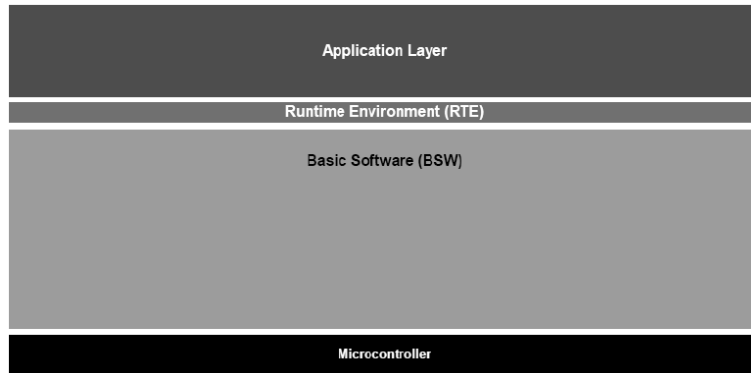 Application Layer
Runtime Environment (RTE)
Basic Software (BSW)
Microcontroller